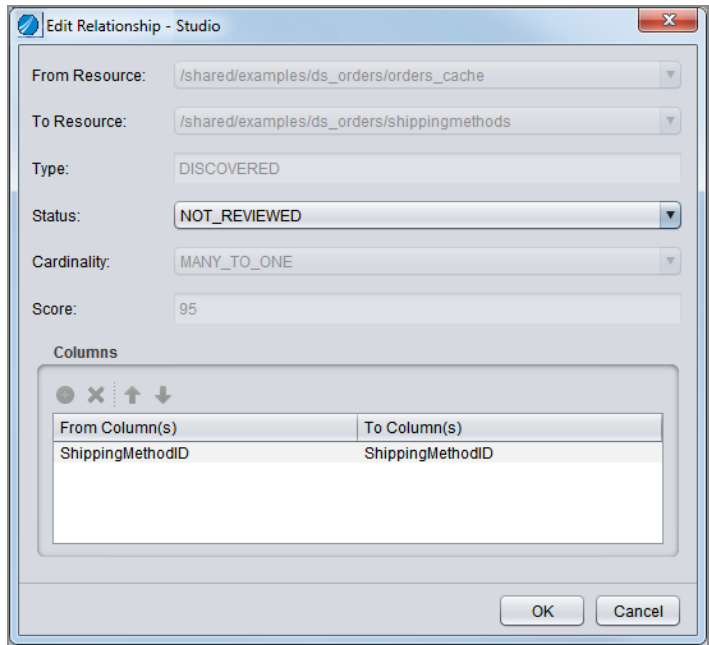 Edit Relationship - Studio
From Resource: /shared/examples/ds_orders/orders_cache
To Resource: /shared/examples/ds_orders/shippingmethods
Type: DISCOVERED
Status: NOT_REVIEWED
Cardinality: MANY_TO_ONE
Score: 95
Columns
From Column(s) To Column(s)
ShippingMethodID ShippingMethodID
OK Cancel